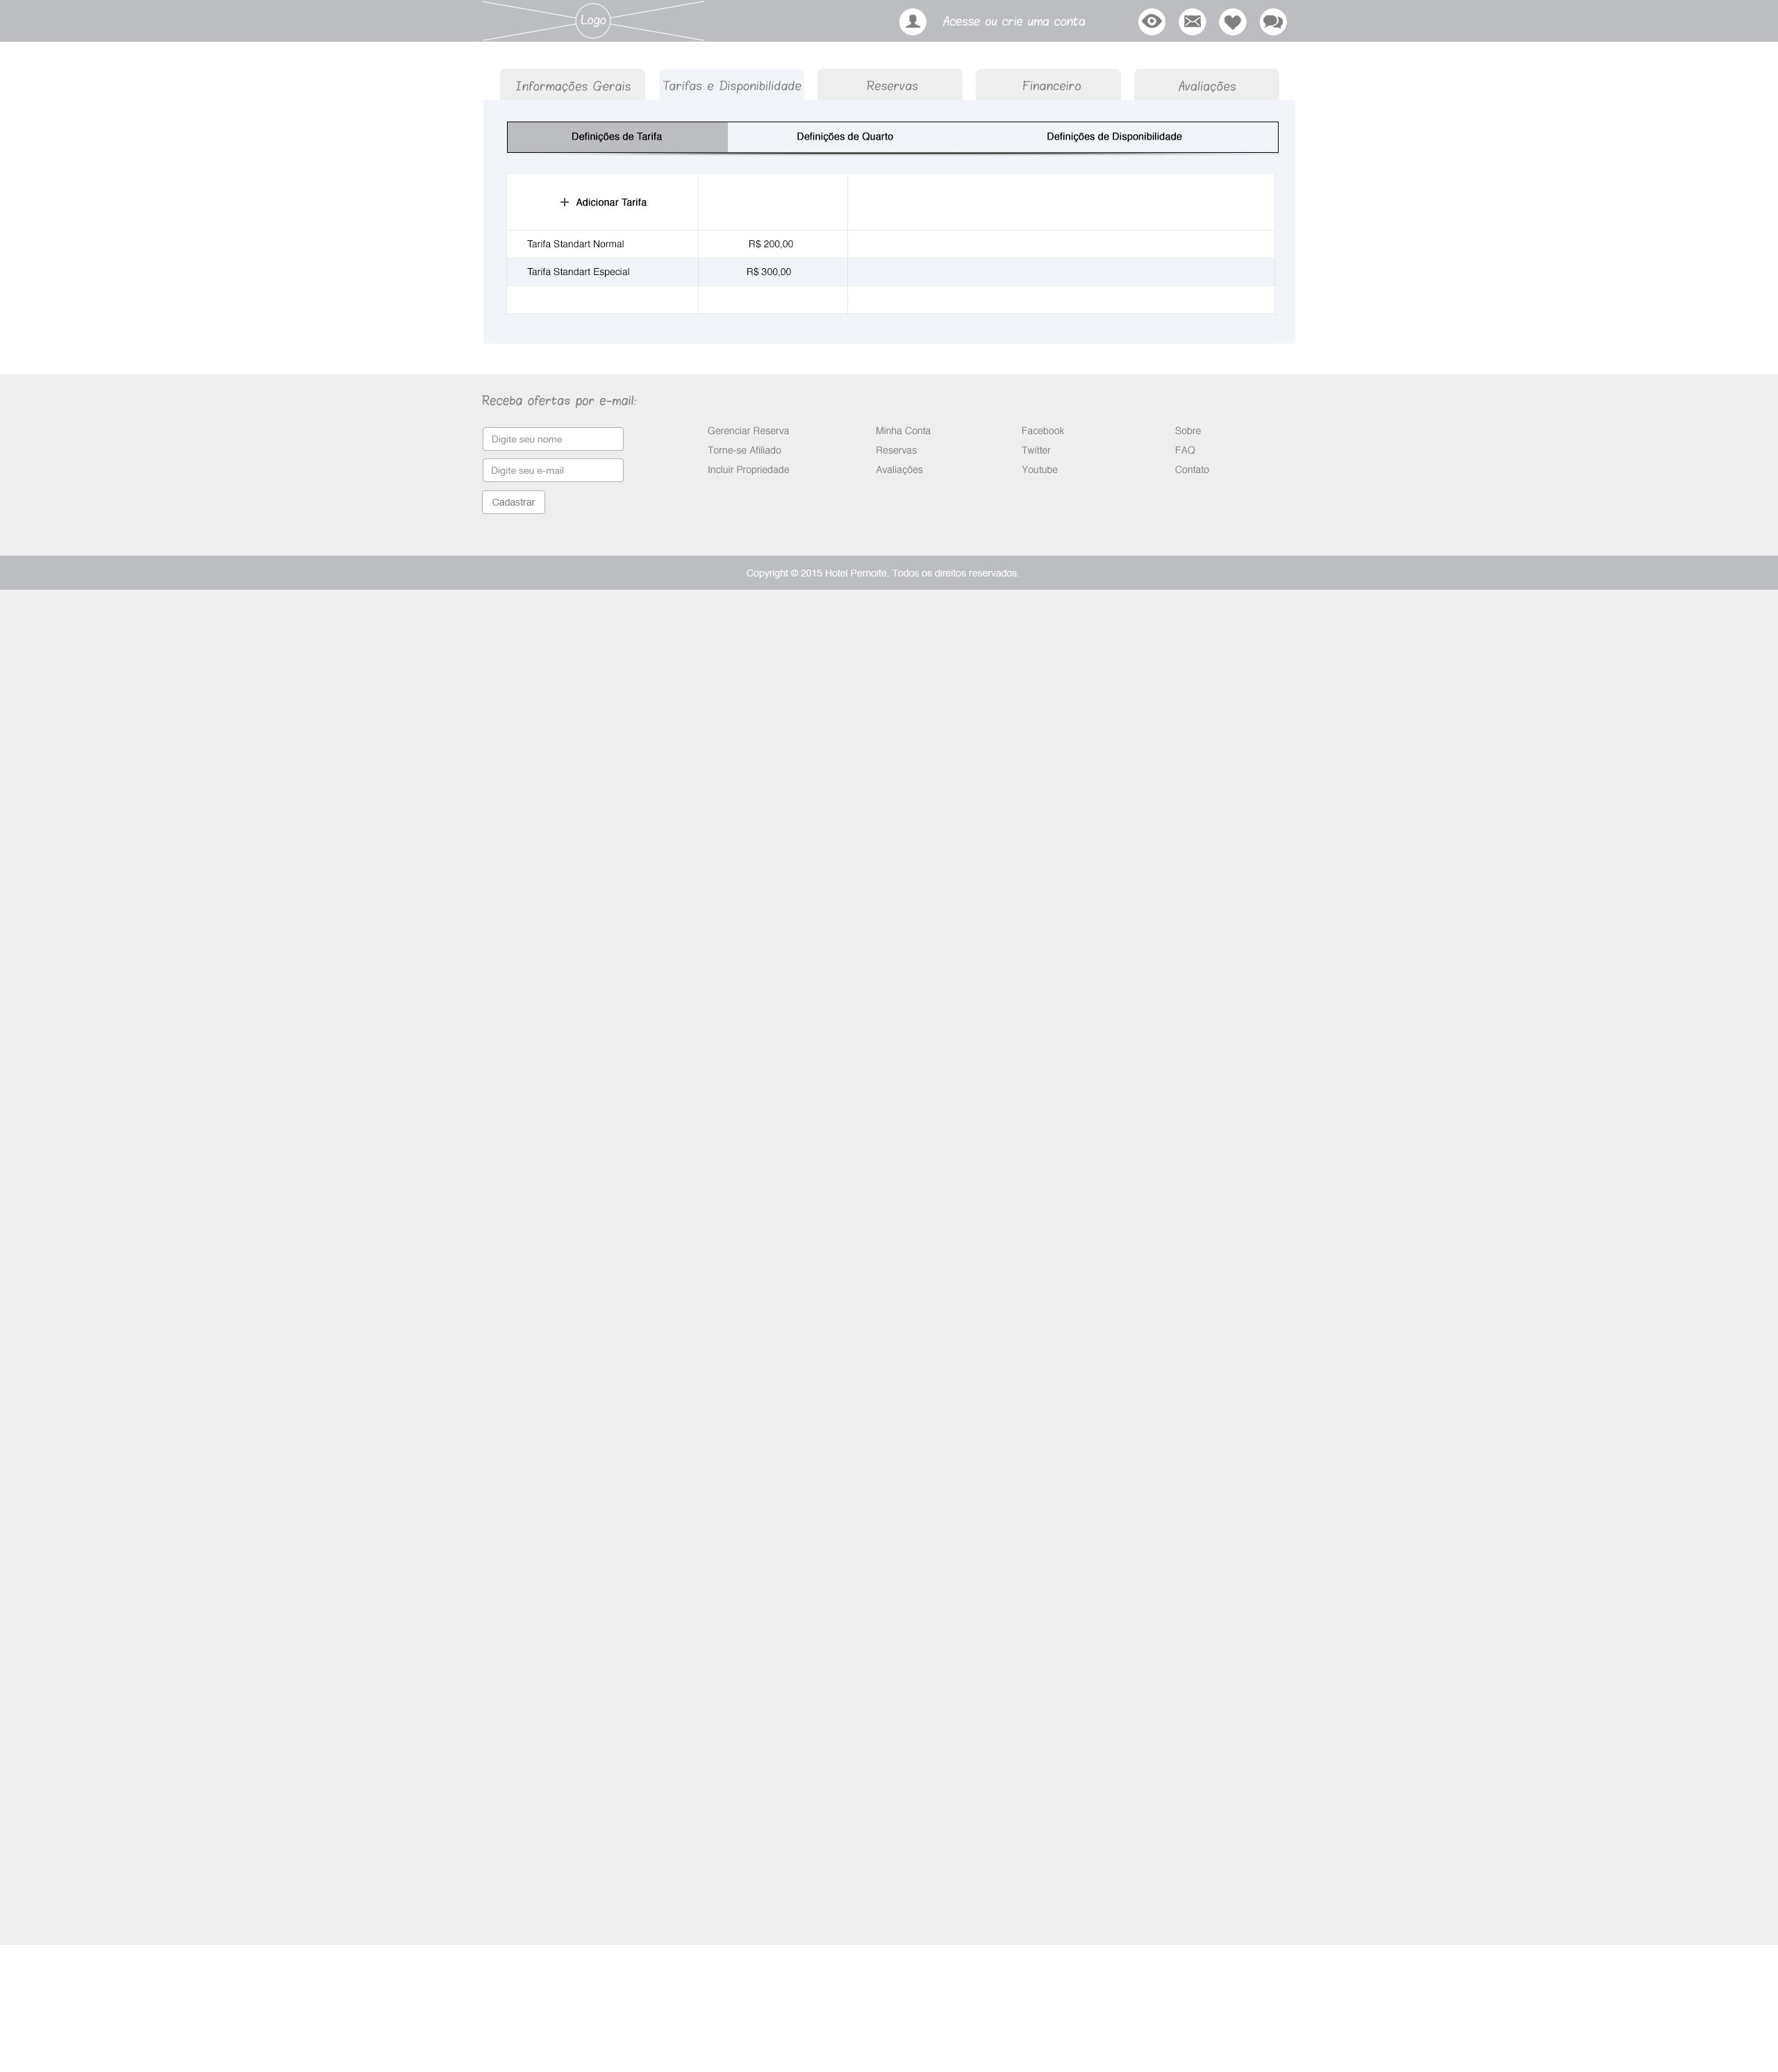 Logo
Acesse ou crie uma conta
Informações Gerais
Tarifas e Disponibilidade
Reservas
Financeiro
Avaliações
Definições de Tarifa
Definições de Quarto
Definições de Disponibilidade
+ Adicionar Tarifa
Tarifa Standart Normal R$ 200,00
Tarifa Standart Especial R$ 300,00
Receba ofertas por e-mail:
Digite seu nome
Digite seu e-mail
Cadastrar
Gerenciar Reserva
Torne-se Afiliado
Incluir Propriedade
Minha Conta
Reservas
Avaliações
Facebook
Twitter
Youtube
Sobre
FAQ
Contato
Copyright © 2015 Hotel Pernoite. Todos os direitos reservados.